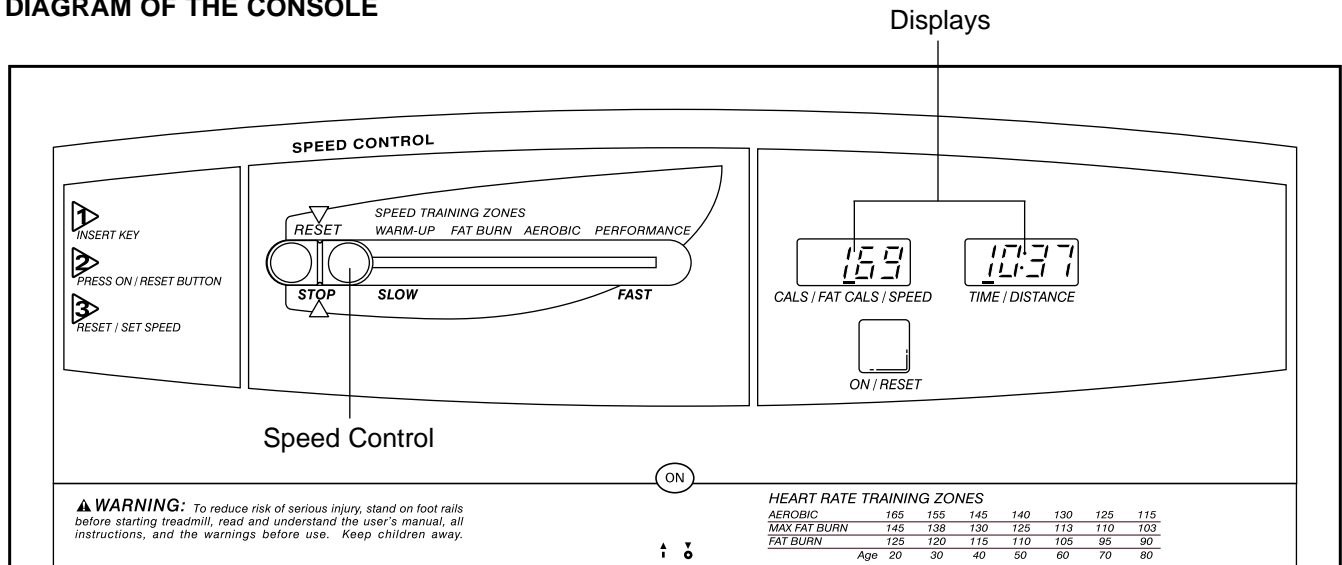 DIAGRAM OF THE CONSOLE
Displays
SPEED CONTROL
1
INSERT KEY
2
PRESS ON / RESET BUTTON
3
RESET / SET SPEED
SPEED TRAINING ZONES
RESET WARM-UP FAT BURN AEROBIC PERFORMANCE
STOP SLOW FAST
169
CALS / FAT CALS / SPEED
10:37
TIME / DISTANCE
ON / RESET
Speed Control
ON
WARNING: To reduce risk of serious injury, stand on foot rails
before starting treadmill, read and understand the user's manual, all
instructions, and the warnings before use. Keep children away.
HEART RATE TRAINING ZONES
AEROBIC 165 155 145 140 130 125 115
MAX FAT BURN 145 138 130 125 113 110 103
FAT BURN 125 120 115 110 105 95 90
Age 20 30 40 50 60 70 80